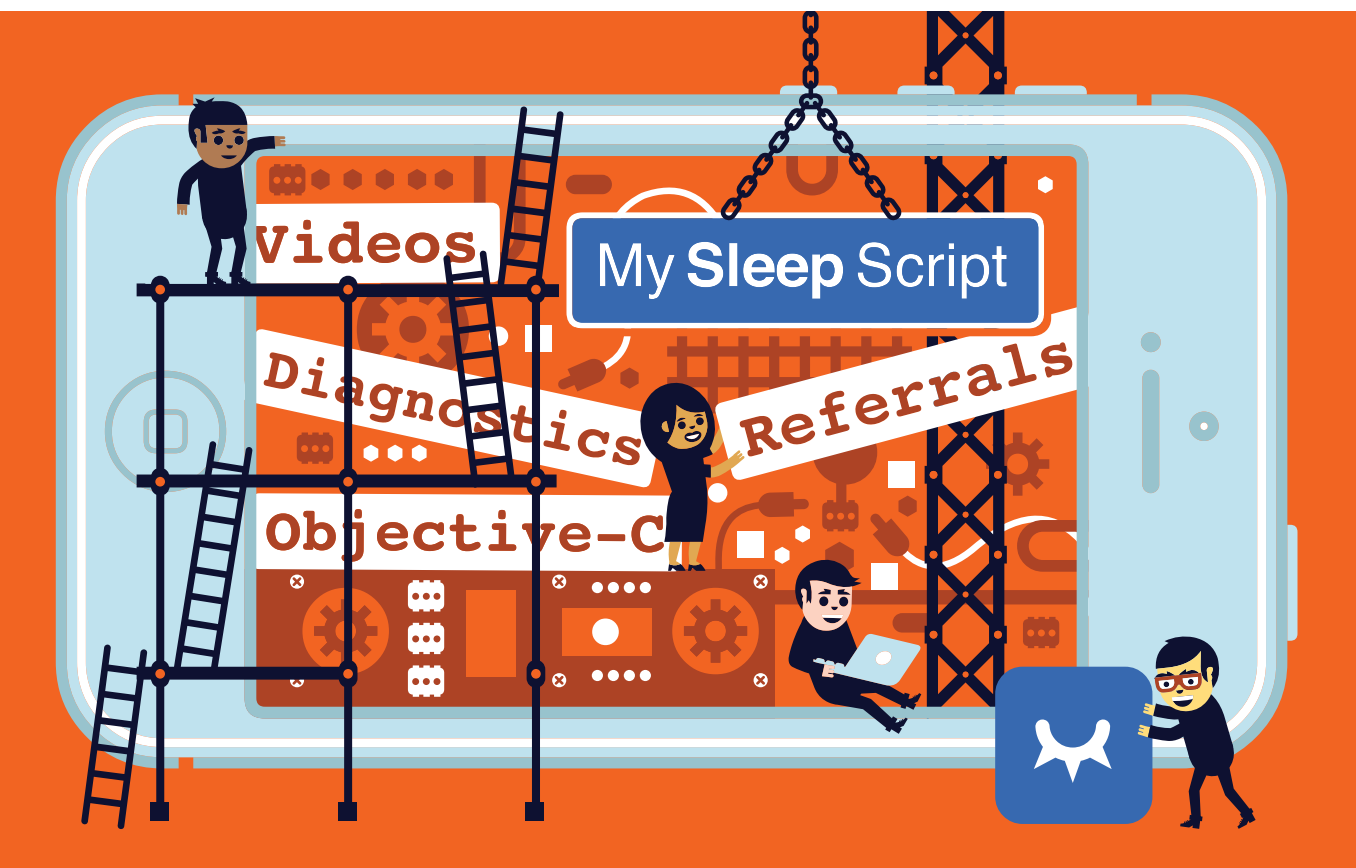 Videos
My Sleep Script
Diagnostics
Referrals
Objective-C